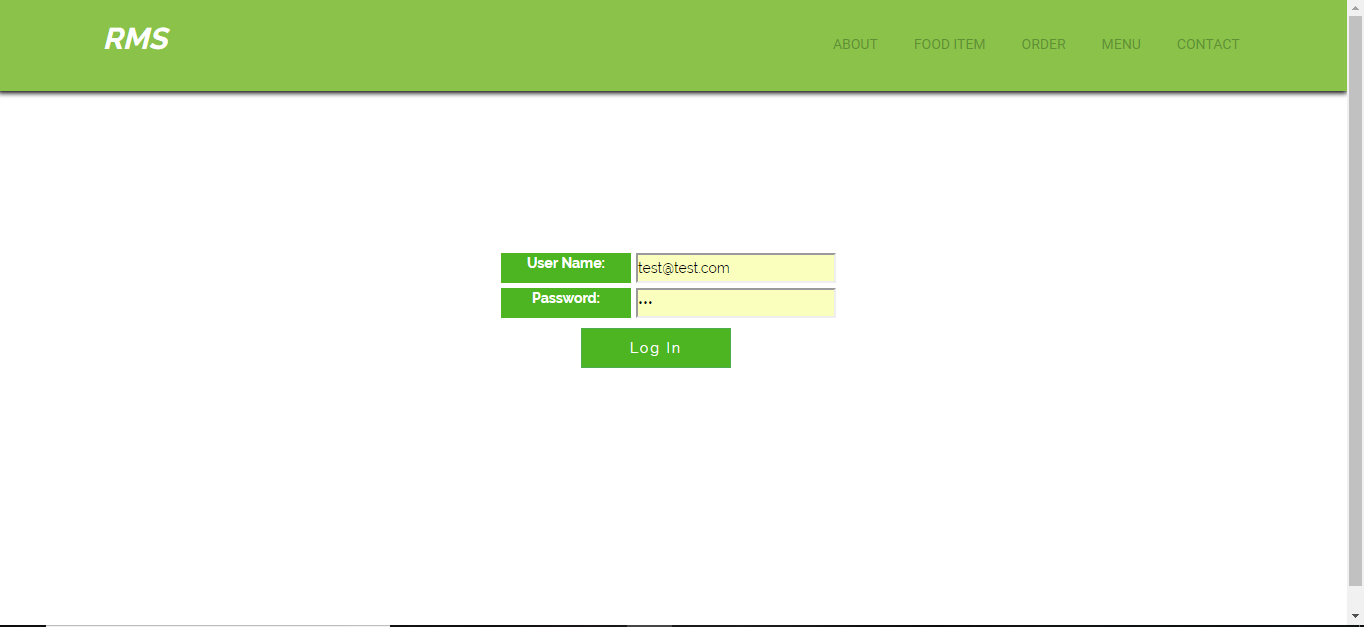 RMS
ABOUT FOOD ITEM ORDER MENU CONTACT
User Name: test@test.com
Password: •••
Log In